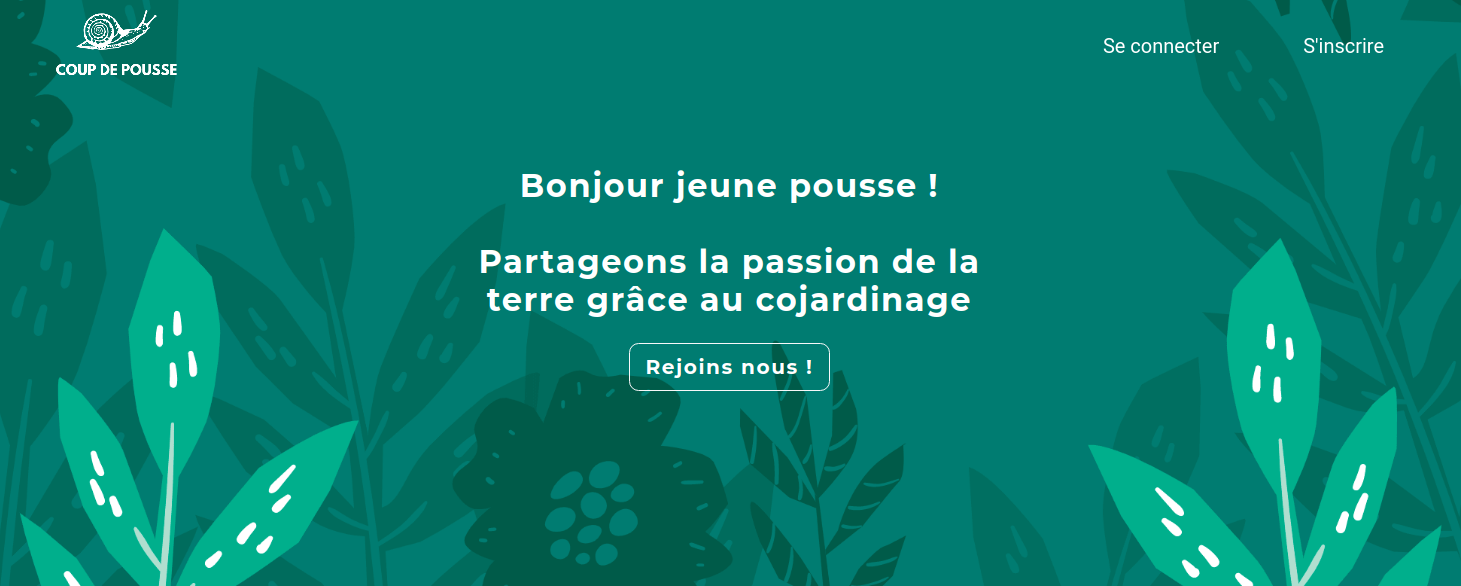 COUP DE POUSSE
Se connecter
S'inscrire
Bonjour jeune pousse !
Partageons la passion de la
terre grâce au cojardinage
Rejoins nous !